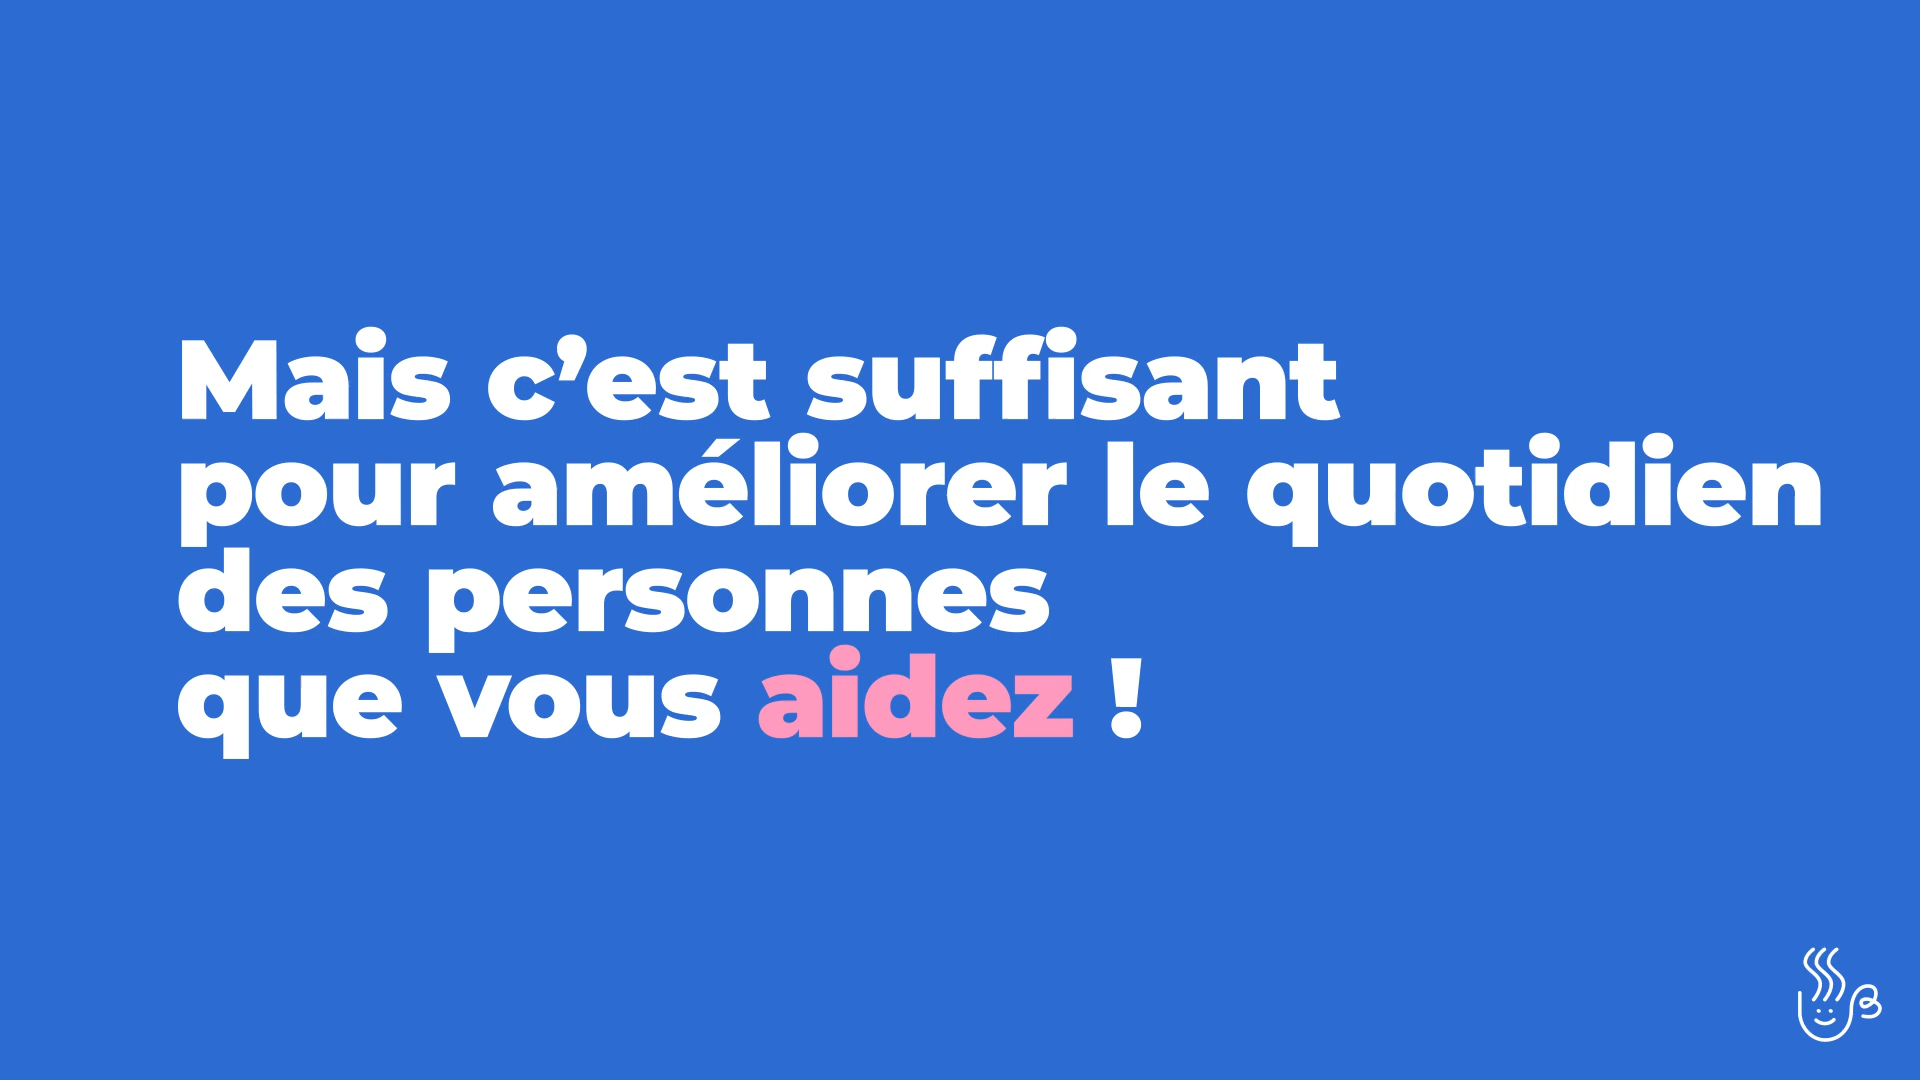 Mais c’est suffisant
pour améliorer le quotidien
des personnes
que vous aidez !